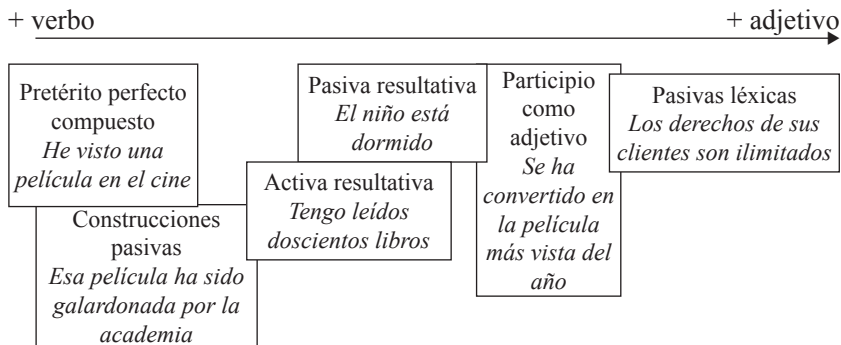 + verbo
+ adjetivo
Pretérito perfecto
compuesto
He visto una
película en el cine
Construcciones
pasivas
Esa película ha sido
galardonada por la
academia
Activa resultativa
Tengo leídos
doscientos libros
Pasiva resultativa
El niño está
dormido
Participio
como
adjetivo
Se ha
convertido en
la película
más vista del
año
Pasivas léxicas
Los derechos de sus
clientes son ilimitados